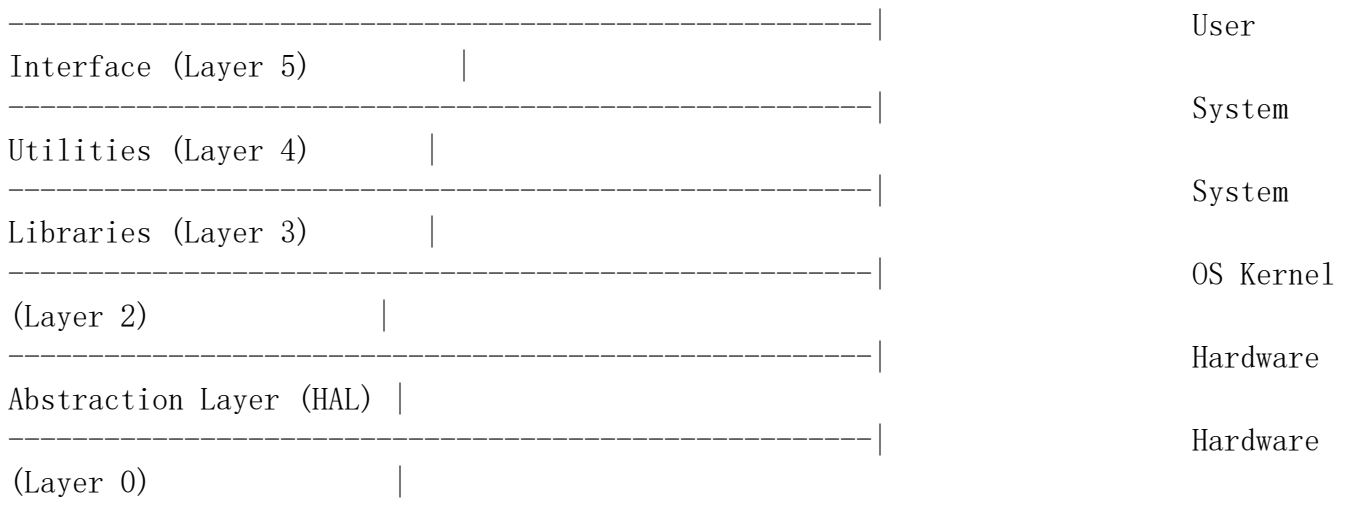 ------------------------------------------------------| User
Interface (Layer 5) |
------------------------------------------------------| System
Utilities (Layer 4) |
------------------------------------------------------| System
Libraries (Layer 3) |
------------------------------------------------------| OS Kernel
(Layer 2) |
------------------------------------------------------| Hardware
Abstraction Layer (HAL) |
------------------------------------------------------| Hardware
(Layer 0) |